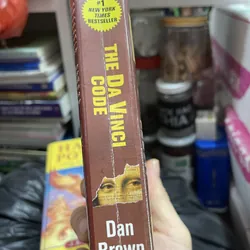 #1
NEW YORK
TIMES
BESTSELLER
THE DA VINCI
CODE
Dan
Brown